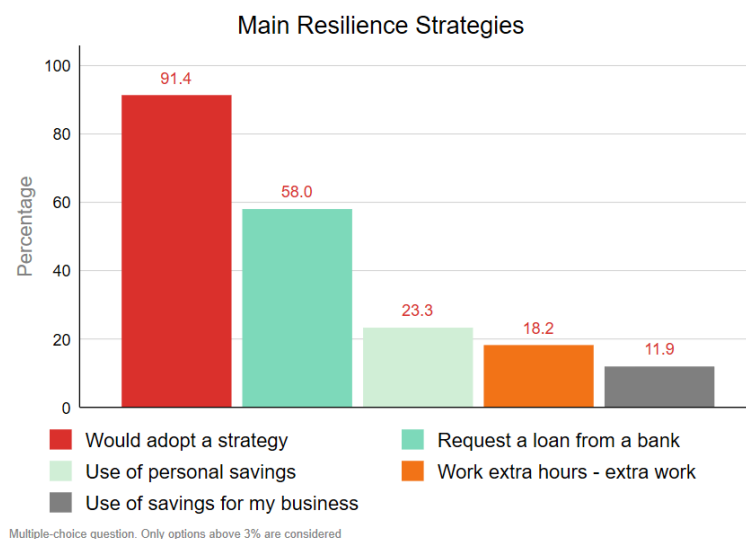 Main Resilience Strategies
Percentage
100
80
60
40
20
0
91.4
58.0
23.3
18.2
11.9
Would adopt a strategy
Request a loan from a bank
Use of personal savings
Work extra hours - extra work
Use of savings for my business
Multiple-choice question. Only options above 3% are considered